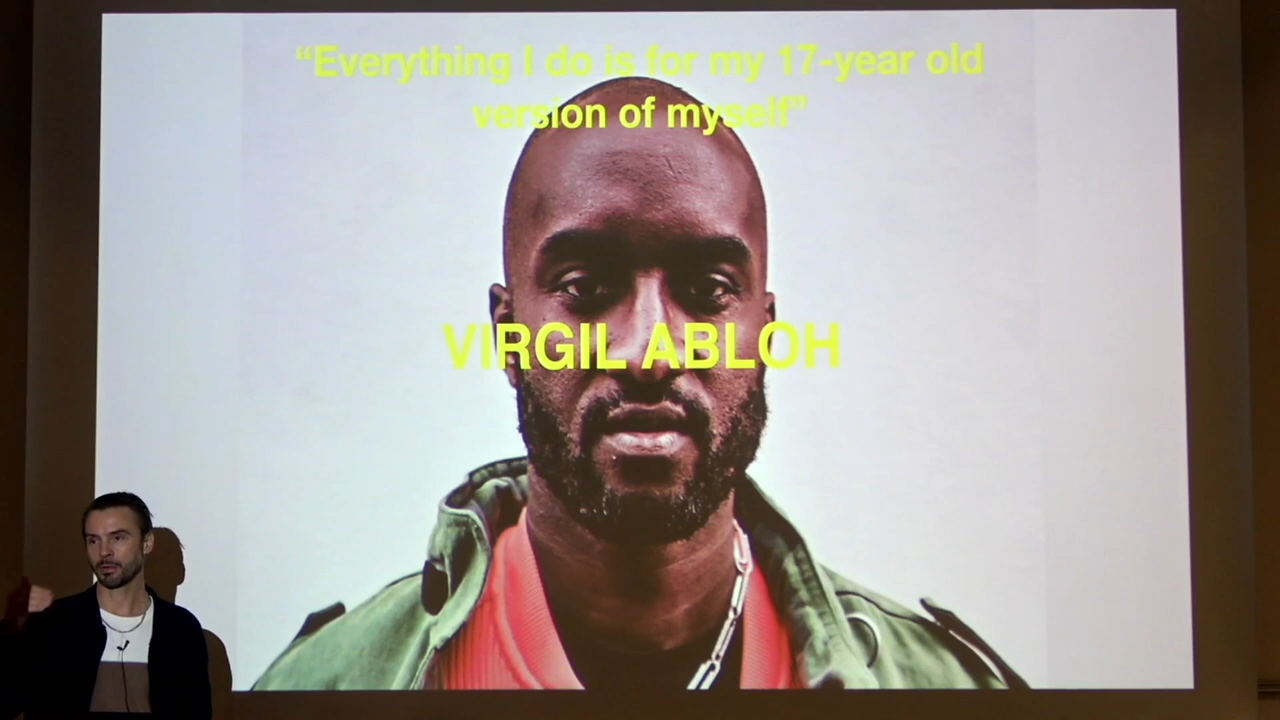 “Everything I do is for my 17-year old
version of myself”
VIRGIL ABLOH